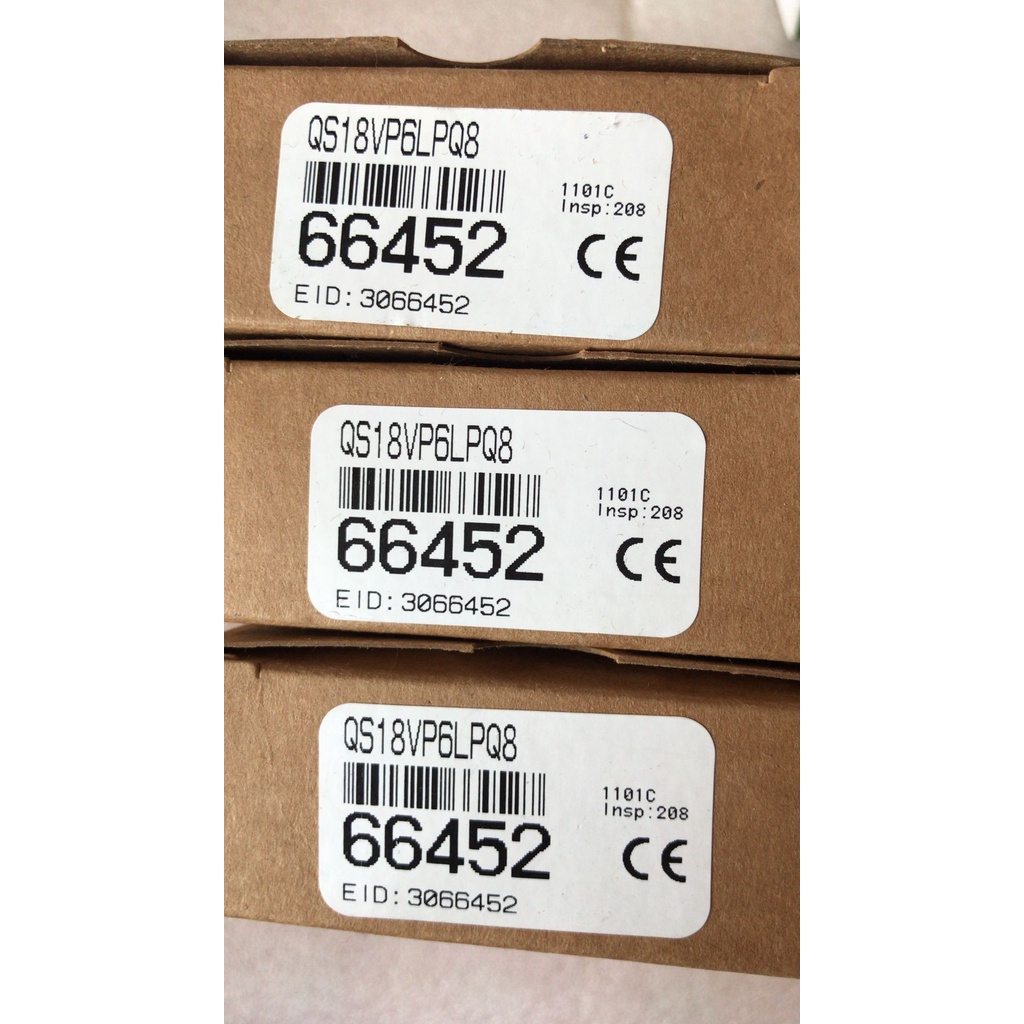 QS18VP6LPQ8
1101C
Insp:208
66452
CE
EID:3066452
QS18VP6LPQ8
1101C
Insp:208
66452
CE
EID:3066452
QS18VP6LPQ8
1101C
Insp:208
66452
CE
EID:3066452